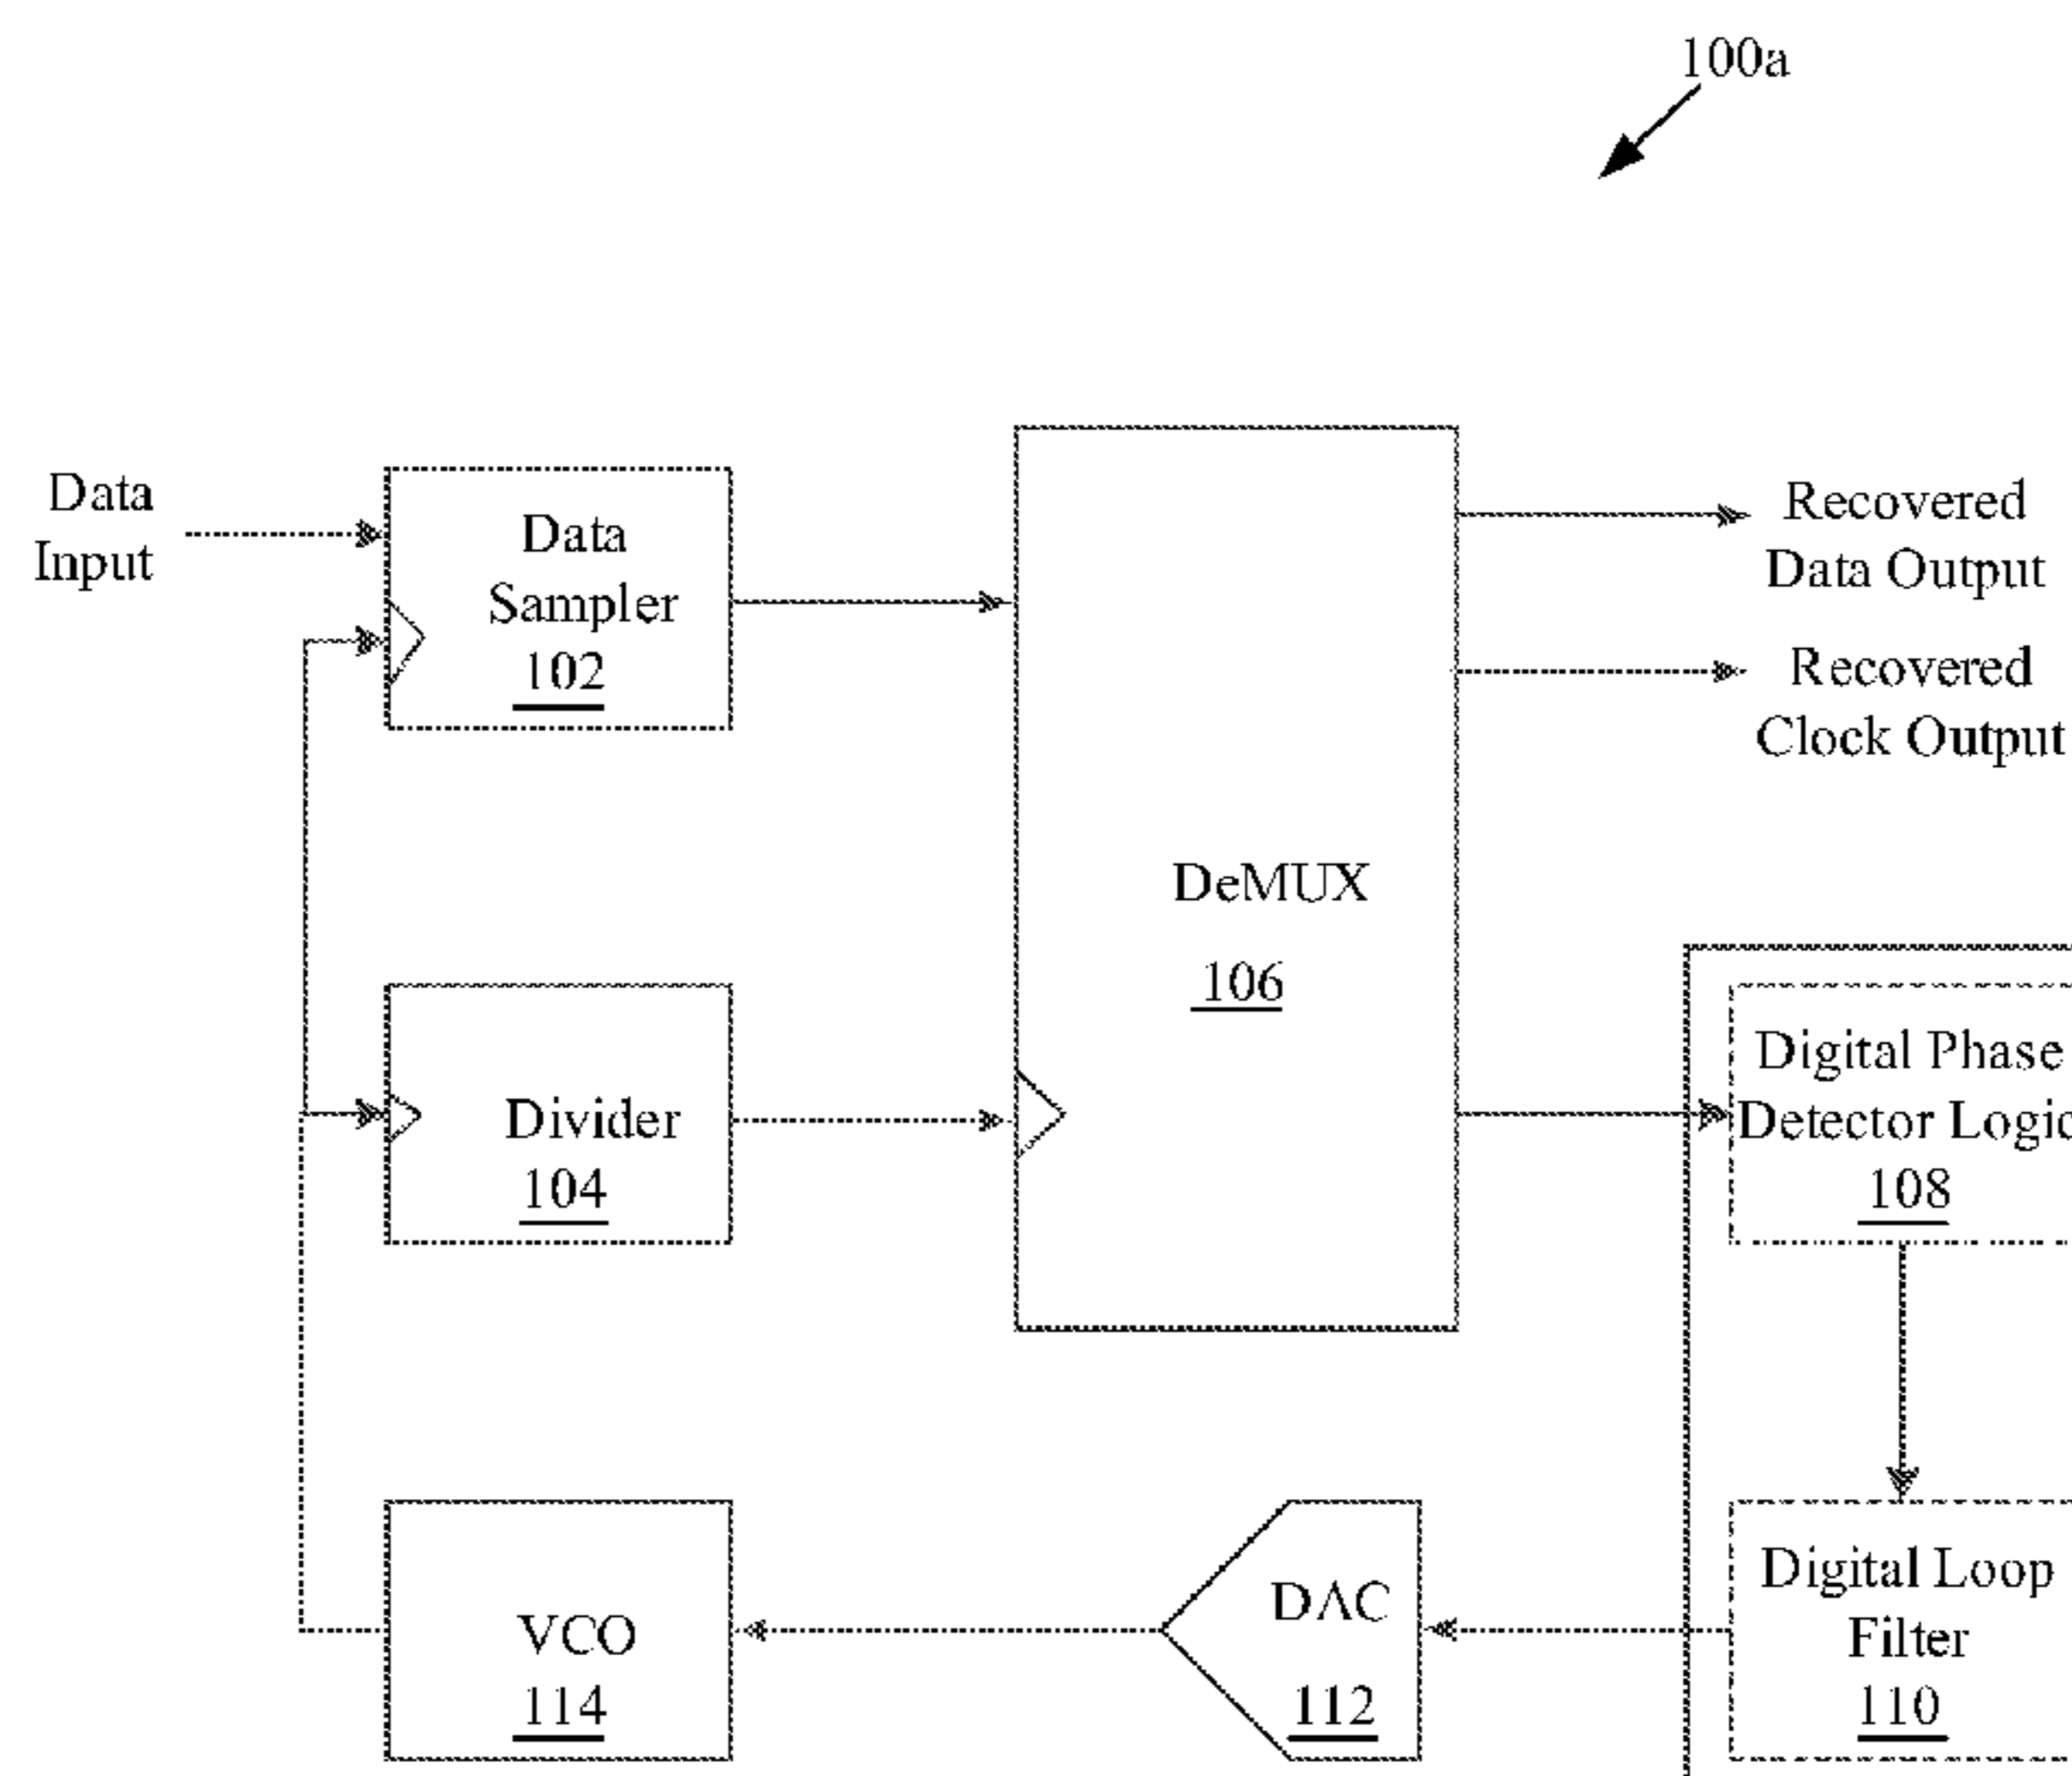 100a
Data
Input
Data
Sampler
102
Recovered
Data Output
Recovered
Clock Output
DeMUX
106
Divider
104
Digital Phase
Detector Logic
108
VCO
114
DAC
112
Digital Loop
Filter
110